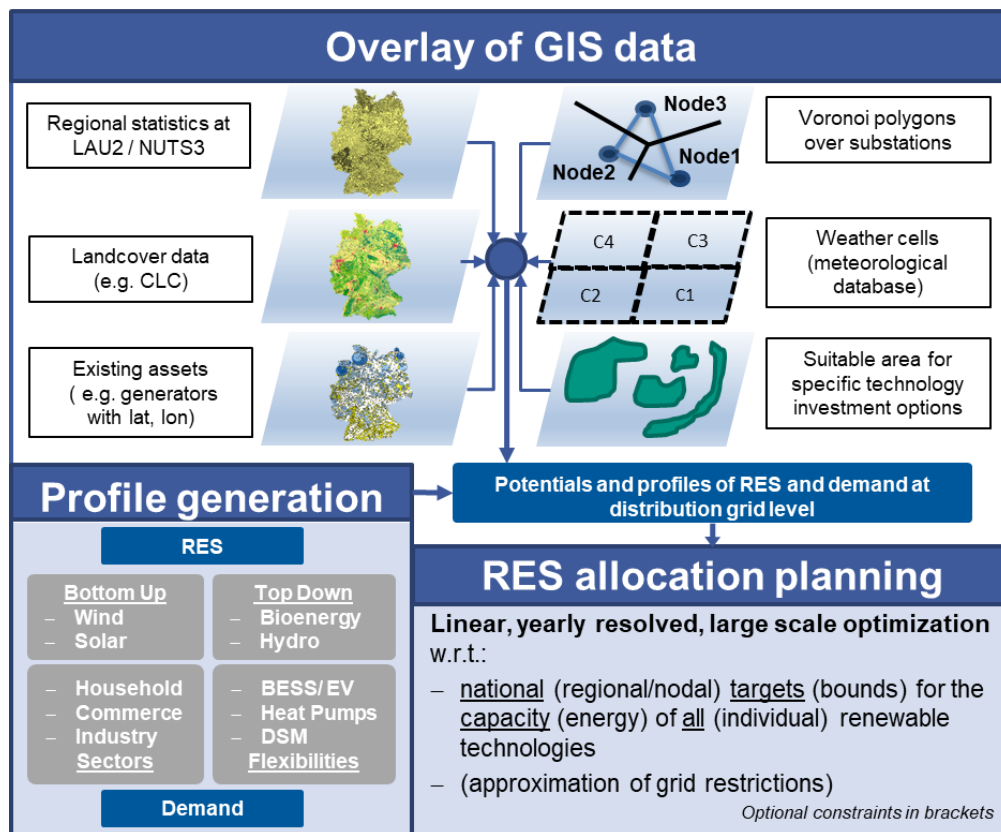 Overlay of GIS data
Regional statistics at
LAU2 / NUTS3
Node3
Node1
Node2
Voronoi polygons
over substations
Landcover data
(e.g. CLC)
C4
C3
C2
C1
Weather cells
(meteorological
database)
Existing assets
( e.g. generators
with lat, lon)
Suitable area for
specific technology
investment options
Profile generation
RES
Bottom Up
– Wind
– Solar
Top Down
– Bioenergy
– Hydro
– Household
– Commerce
– Industry
Sectors
– BESS/ EV
– Heat Pumps
– DSM
Flexibilities
Demand
Potentials and profiles of RES and demand at
distribution grid level
RES allocation planning
Linear, yearly resolved, large scale optimization
w.r.t.:
– national (regional/nodal) targets (bounds) for the
capacity (energy) of all (individual) renewable
technologies
– (approximation of grid restrictions)
Optional constraints in brackets